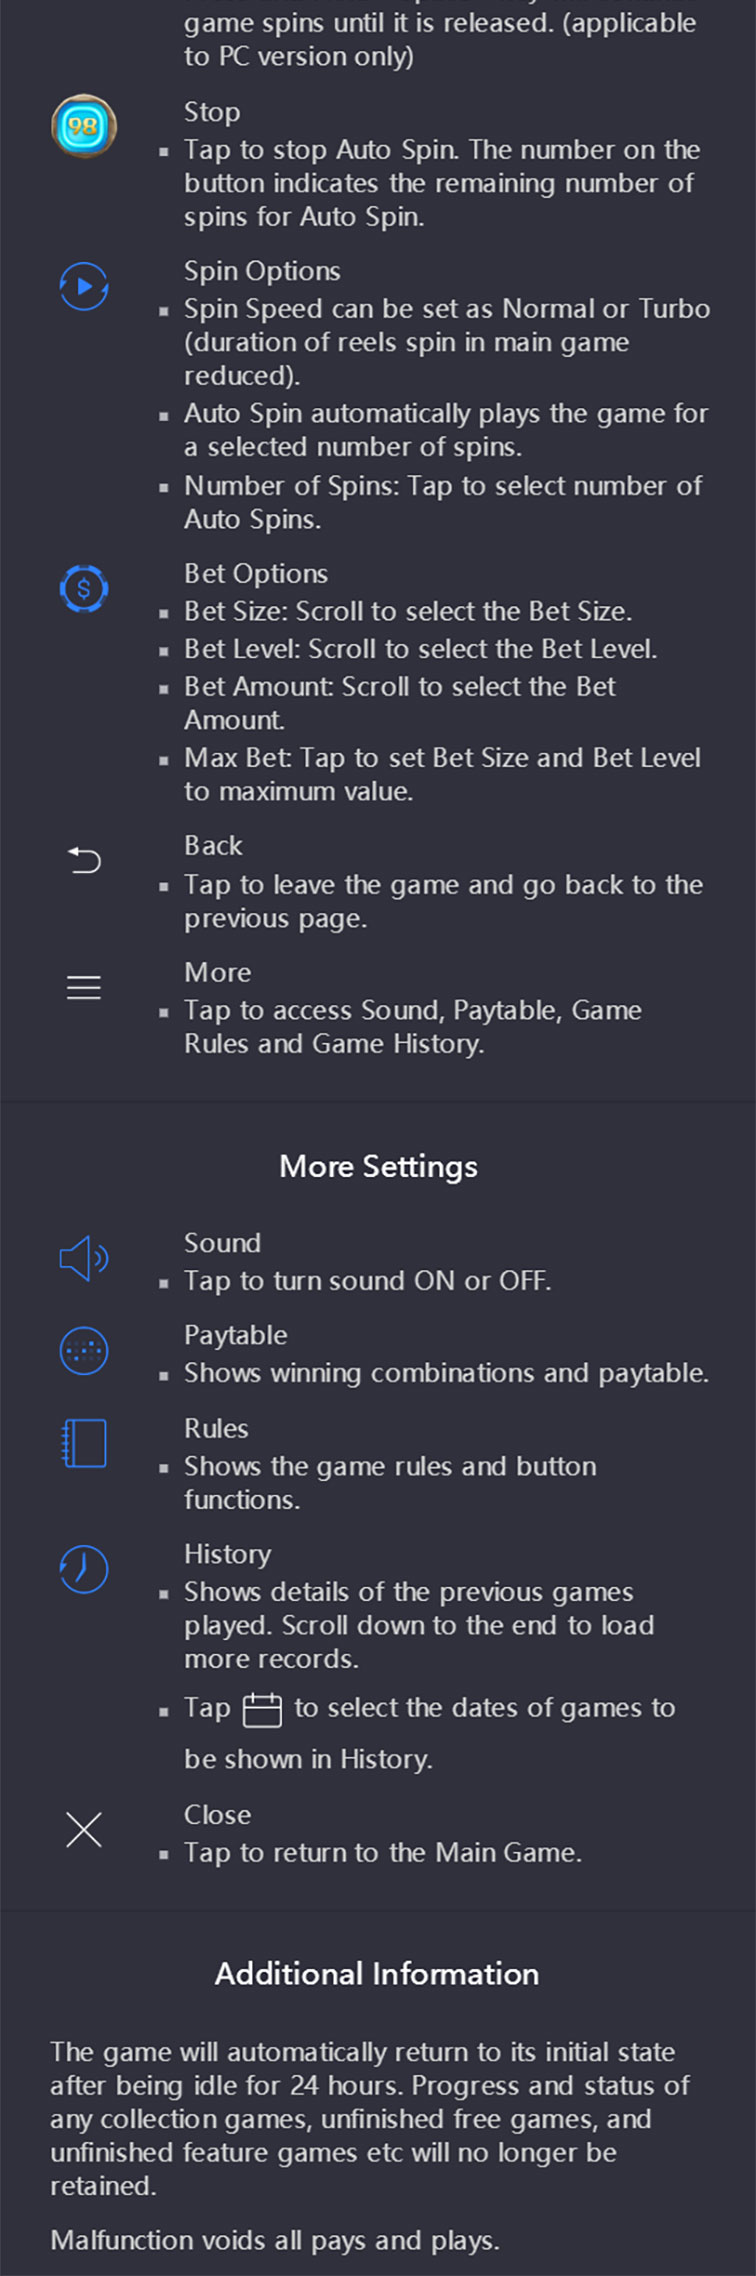 game spins until it is released. (applicable
to PC version only)
98
Stop
▪ Tap to stop Auto Spin. The number on the
button indicates the remaining number of
spins for Auto Spin.
Spin Options
▪ Spin Speed can be set as Normal or Turbo
(duration of reels spin in main game
reduced).
▪ Auto Spin automatically plays the game for
a selected number of spins.
▪ Number of Spins: Tap to select number of
Auto Spins.
$
Bet Options
▪ Bet Size: Scroll to select the Bet Size.
▪ Bet Level: Scroll to select the Bet Level.
▪ Bet Amount: Scroll to select the Bet
Amount.
▪ Max Bet: Tap to set Bet Size and Bet Level
to maximum value.
Back
▪ Tap to leave the game and go back to the
previous page.
More
▪ Tap to access Sound, Paytable, Game
Rules and Game History.
More Settings
Sound
▪ Tap to turn sound ON or OFF.
Paytable
▪ Shows winning combinations and paytable.
Rules
▪ Shows the game rules and button
functions.
History
▪ Shows details of the previous games
played. Scroll down to the end to load
more records.
▪ Tap to select the dates of games to
be shown in History.
Close
▪ Tap to return to the Main Game.
Additional Information
The game will automatically return to its initial state
after being idle for 24 hours. Progress and status of
any collection games, unfinished free games, and
unfinished feature games etc will no longer be
retained.
Malfunction voids all pays and plays.